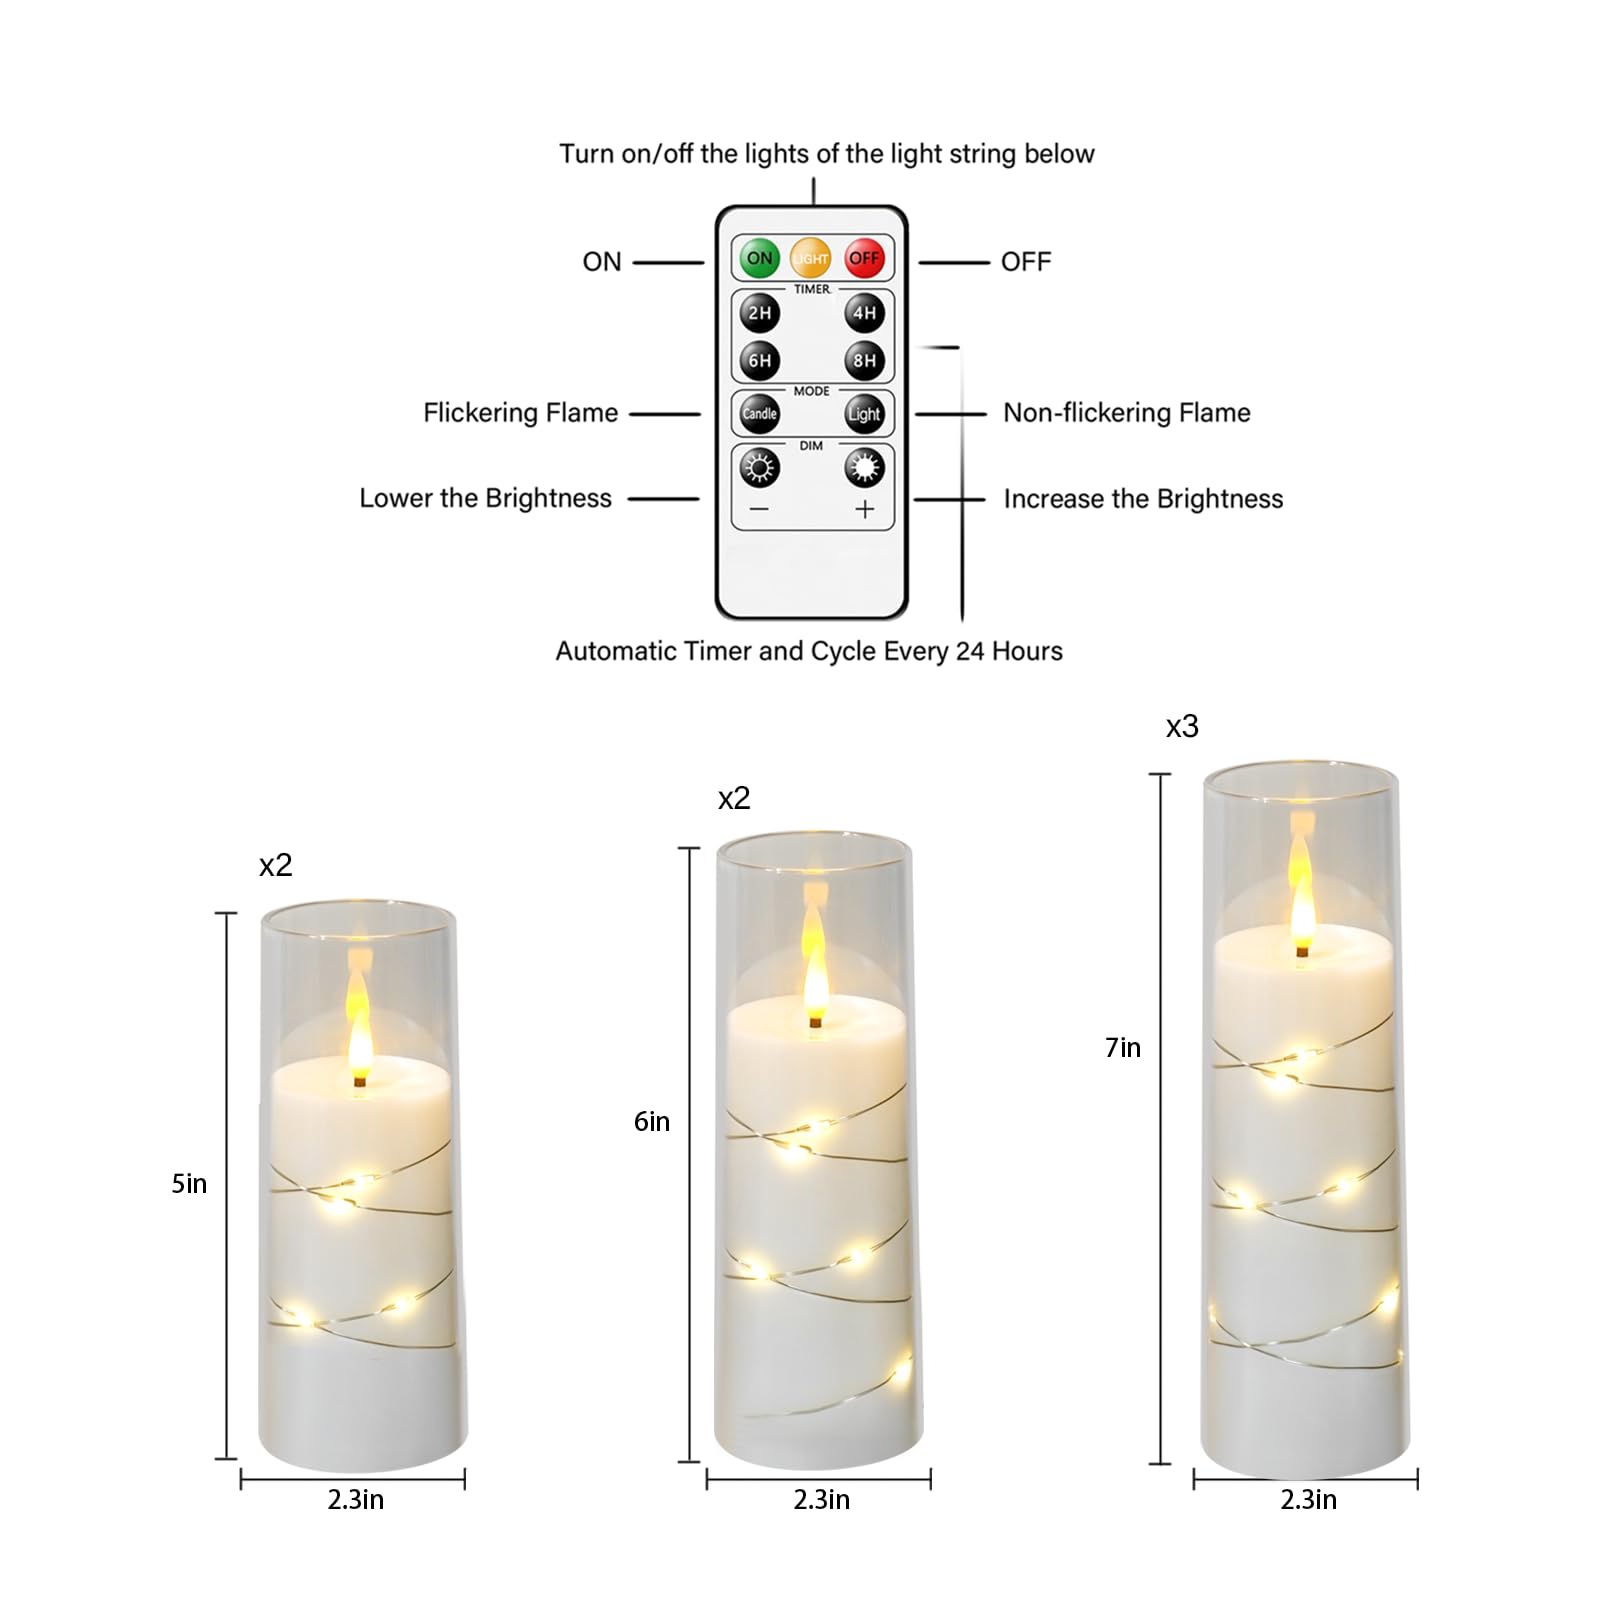 Turn on/off the lights of the light string below
ON
ON LIGHT OFF
OFF
TIMER
2H 4H
6H 8H
MODE
Flickering Flame
Candle Light
Non-flickering Flame
DIM
Lower the Brightness
− +
Increase the Brightness
Automatic Timer and Cycle Every 24 Hours
x2
5in
2.3in
x2
6in
2.3in
x3
7in
2.3in